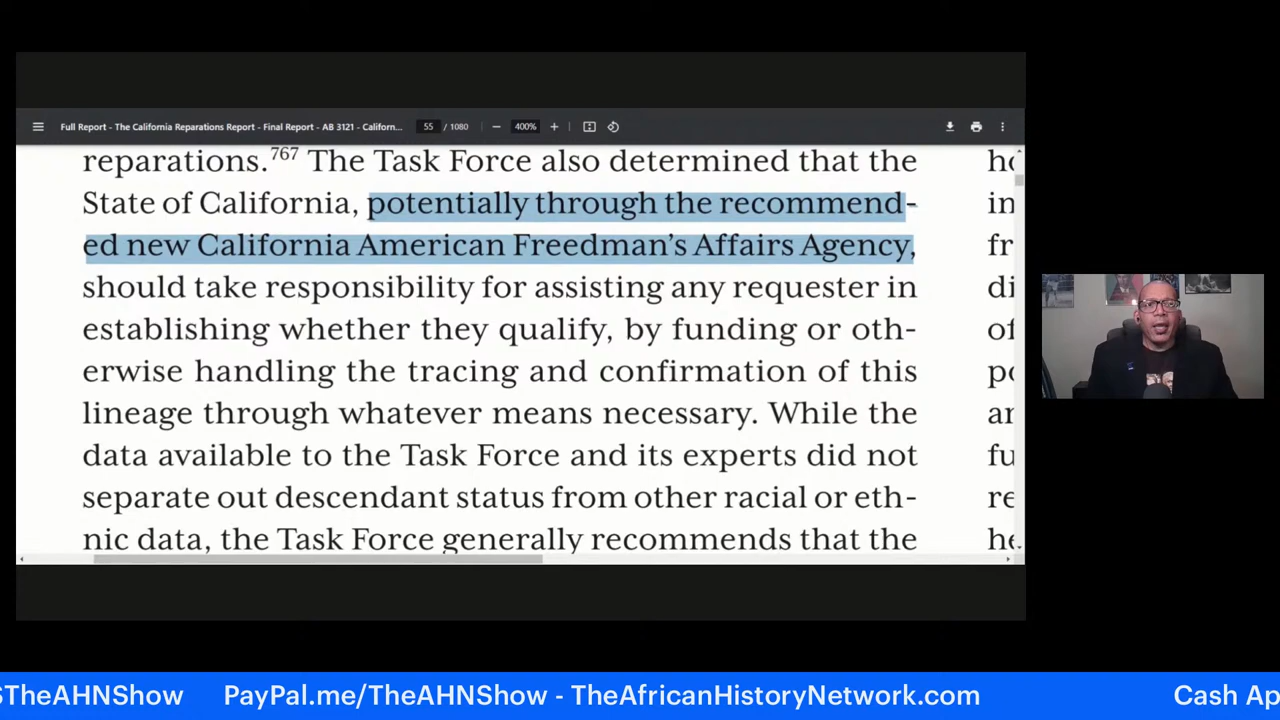 Full Report - The California Reparations Report - Final Report - AB 3121 - Californ... 55 / 1080 400%
reparations.767 The Task Force also determined that the
State of California, potentially through the recommend-
ed new California American Freedman's Affairs Agency,
should take responsibility for assisting any requester in
establishing whether they qualify, by funding or oth-
erwise handling the tracing and confirmation of this
lineage through whatever means necessary. While the
data available to the Task Force and its experts did not
separate out descendant status from other racial or eth-
nic data, the Task Force generally recommends that the
in
of
TheAHNShow PayPal.me/TheAHNShow - TheAfricanHistoryNetwork.com Cash Ap